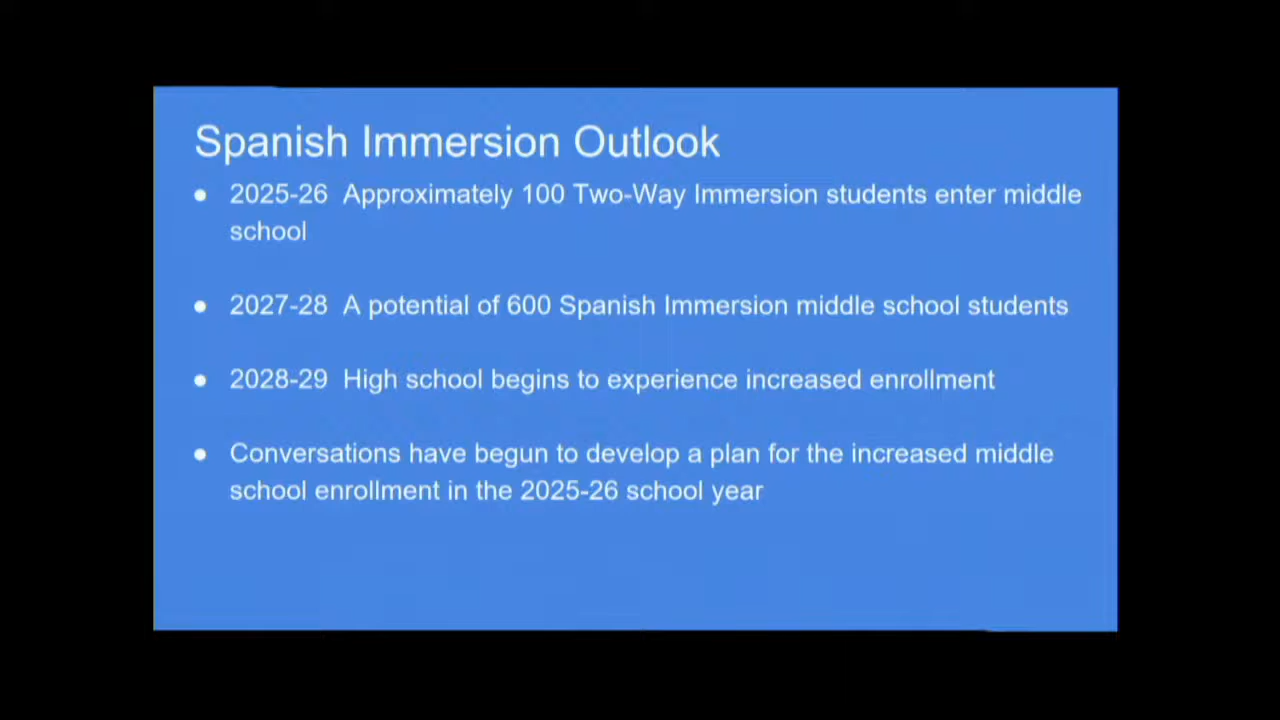 Spanish Immersion Outlook
● 2025-26 Approximately 100 Two-Way Immersion students enter middle
school
● 2027-28 A potential of 600 Spanish Immersion middle school students
● 2028-29 High school begins to experience increased enrollment
● Conversations have begun to develop a plan for the increased middle
school enrollment in the 2025-26 school year